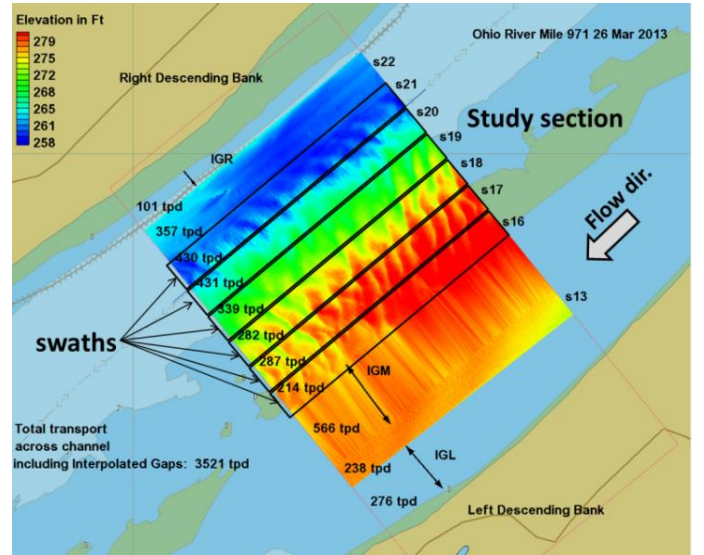 Elevation in Ft
279
275
272
268
265
261
258
Ohio River Mile 971 26 Mar 2013
Right Descending Bank
s22
s21
s20
s19
s18
s17
s16
s13
Study section
Flow dir.
IGR
101 tpd
357 tpd
430 tpd
431 tpd
339 tpd
282 tpd
287 tpd
214 tpd
swaths
IGM
566 tpd
238 tpd
IGL
276 tpd
Total transport
across channel
including Interpolated Gaps: 3521 tpd
Left Descending Bank